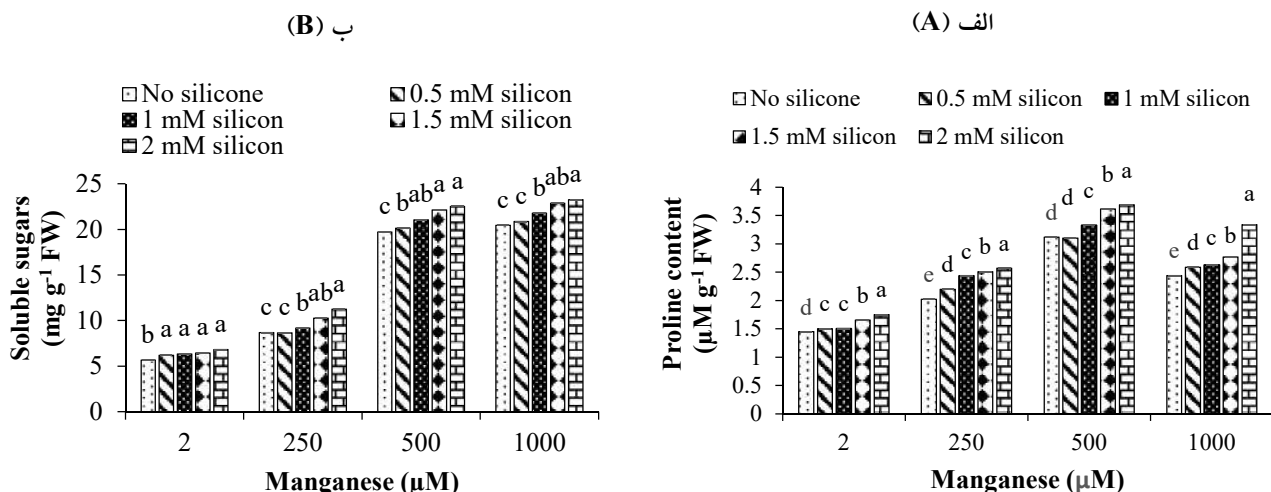 ب (B)
No silicone 0.5 mM silicon
1 mM silicon 1.5 mM silicon
2 mM silicon
Soluble sugars
(mg g⁻¹ FW)
25
20
15
10
5
0
b a a a a
c c b ab a
c b ab a a
c c b ab a
2 250 500 1000
Manganese (µM)
الف (A)
No silicone 0.5 mM silicon 1 mM silicon
1.5 mM silicon 2 mM silicon
Proline content
(µM g⁻¹ FW)
4
3.5
3
2.5
2
1.5
1
0.5
0
d c c b a
e d c b a
d d c b a
e d c b a
2 250 500 1000
Manganese (µM)